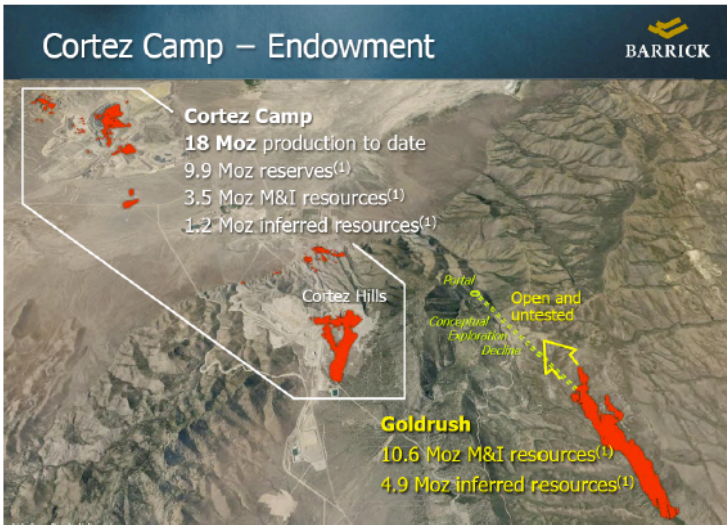 Cortez Camp – Endowment
BARRICK
Cortez Camp
18 Moz production to date
9.9 Moz reserves(1)
3.5 Moz M&I resources(1)
1.2 Moz inferred resources(1)
Cortez Hills
Portal
Open and
untested
Conceptual
Exploration
Decline
Goldrush
10.6 Moz M&I resources(1)
4.9 Moz inferred resources(1)